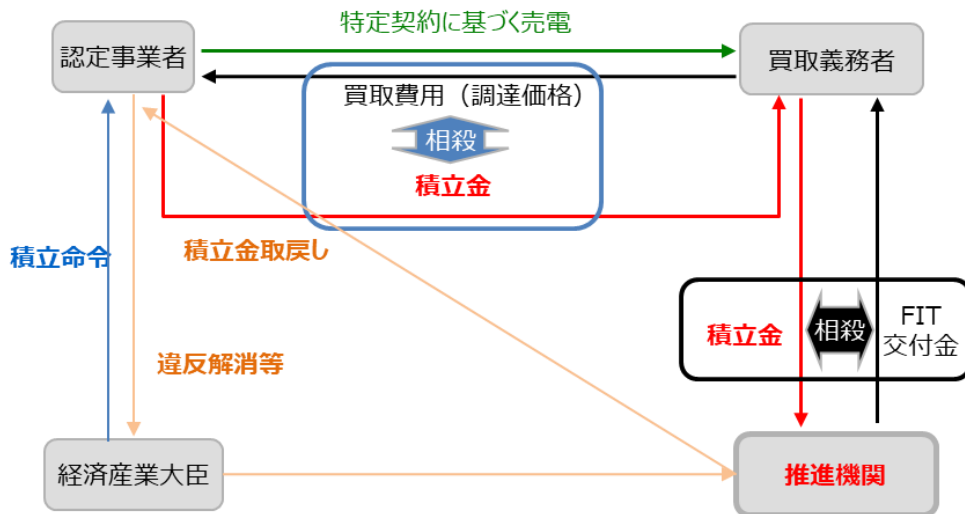 特定契約に基づく売電
認定事業者
買取義務者
買取費用（調達価格）
相殺
積立金
積立命令
積立金取戻し
積立金
相殺
FIT
交付金
違反解消等
経済産業大臣
推進機関